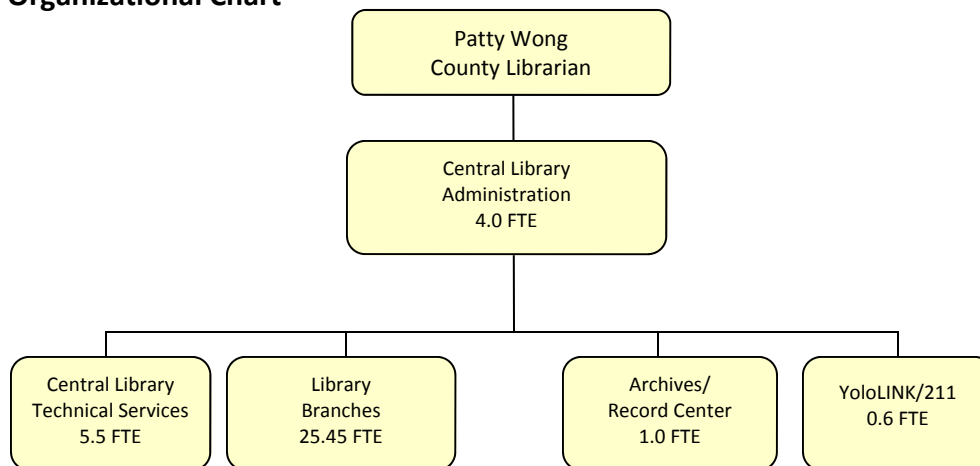 Organizational Chart
Patty Wong
County Librarian
Central Library
Administration
4.0 FTE
Central Library
Technical Services
5.5 FTE
Library
Branches
25.45 FTE
Archives/
Record Center
1.0 FTE
YoloLINK/211
0.6 FTE